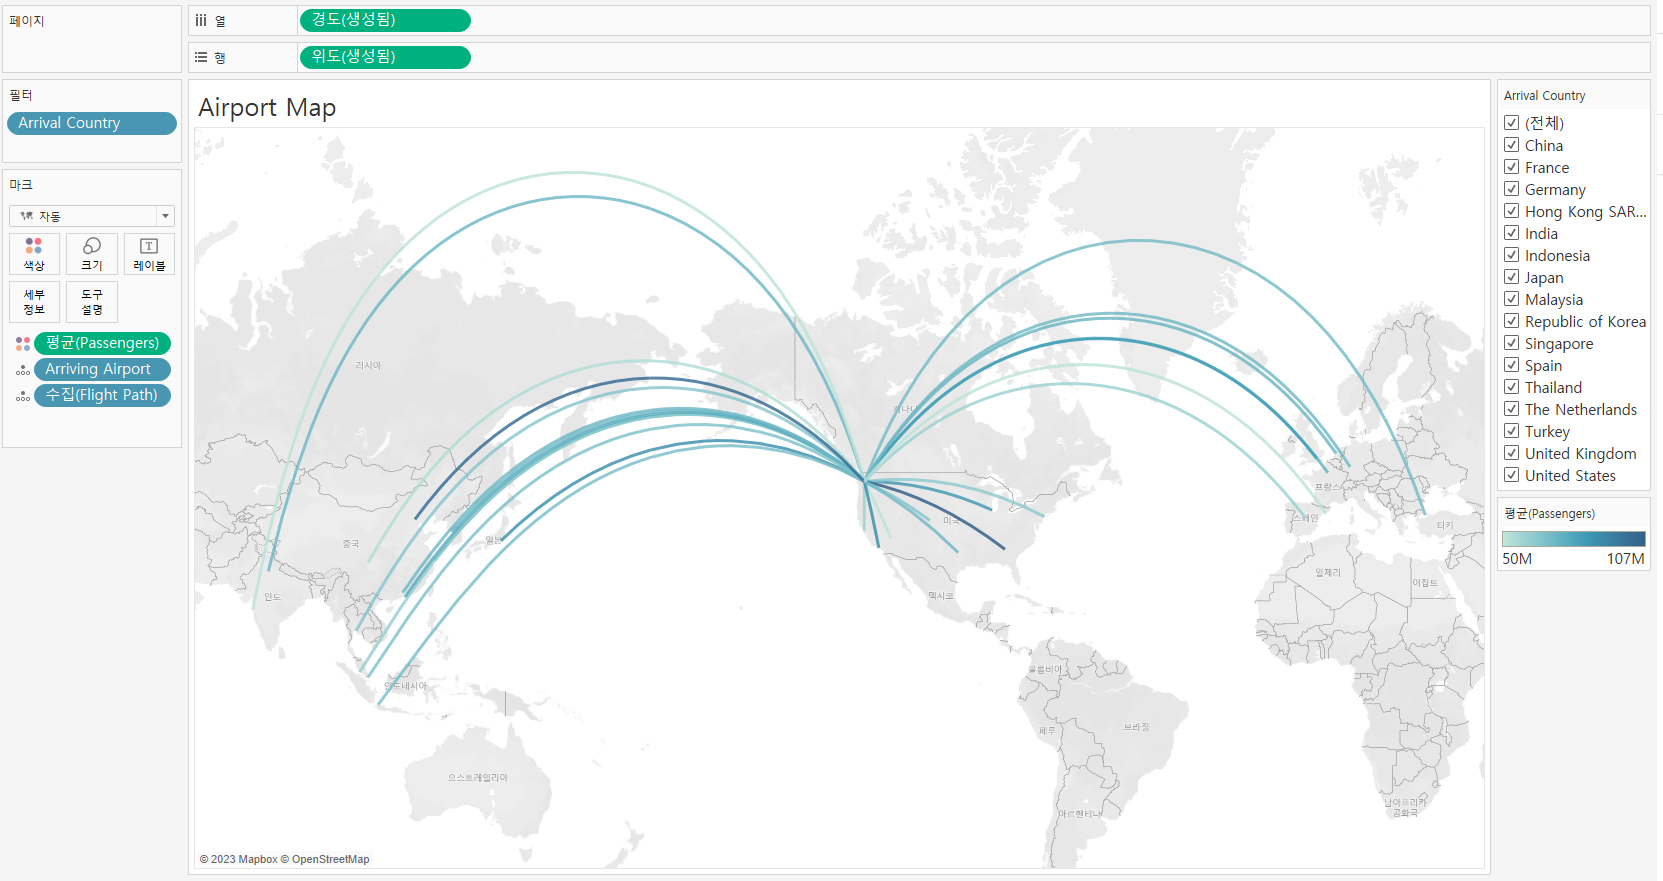 페이지
열
경도(생성됨)
행
위도(생성됨)
필터
Arrival Country
마크
자동
색상
크기
T
레이블
세부
정보
도구
설명
평균(Passengers)
Arriving Airport
수집(Flight Path)
Airport Map
러시아
캐나다
프랑스
스페인
터키
미국
중국
일본
인도
알제리
이집트
멕시코
콜롬비아
인도네시아
브리질
페루
오스트레일리아
아르헨티나
남아프리카
공화국
© 2023 Mapbox © OpenStreetMap
Arrival Country
(전체)
China
France
Germany
Hong Kong SAR...
India
Indonesia
Japan
Malaysia
Republic of Korea
Singapore
Spain
Thailand
The Netherlands
Turkey
United Kingdom
United States
평균(Passengers)
50M
107M